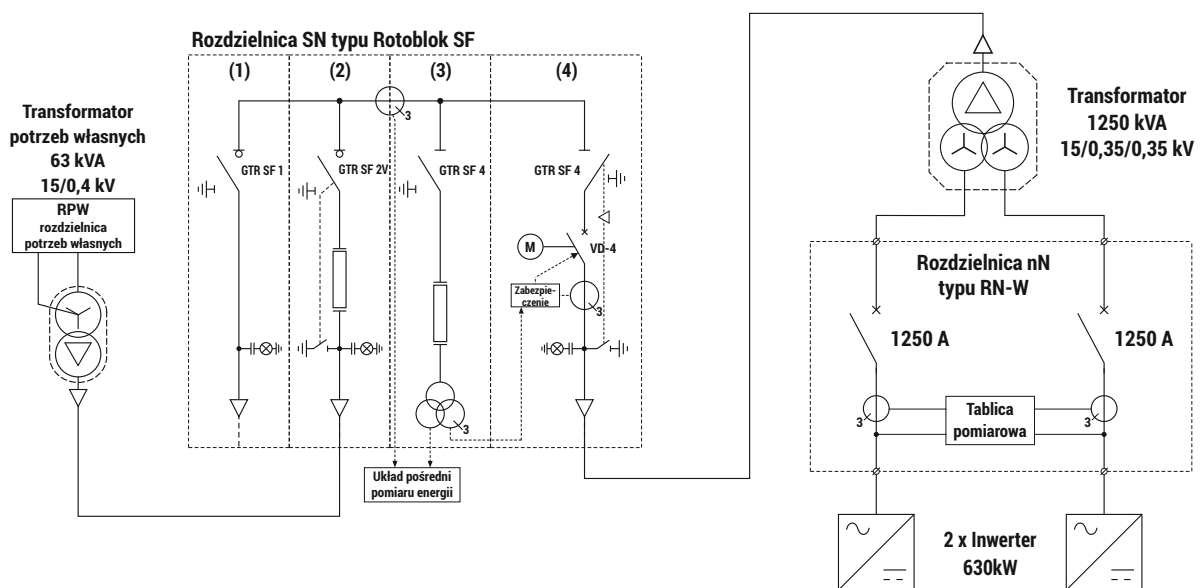 Rozdzielnica SN typu Rotoblok SF
(1)
(2)
(3)
(4)
3
GTR SF 1
GTR SF 2V
GTR SF 4
GTR SF 4
M
VD-4
Zabezpie-
czenie
3
3
Układ pośredni
pomiaru energii
Transformator
potrzeb własnych
63 kVA
15/0,4 kV
RPW
rozdzielnica
potrzeb własnych
Transformator
1250 kVA
15/0,35/0,35 kV
Rozdzielnica nN
typu RN-W
1250 A
1250 A
3
Tablica
pomiarowa
3
2 x Inwerter
630kW